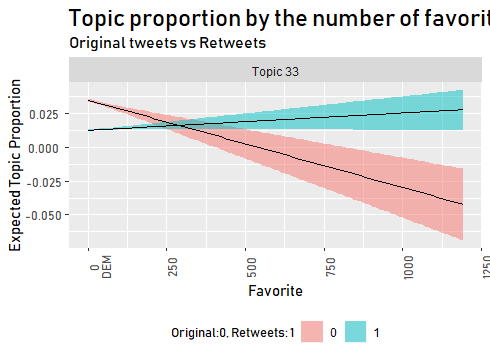 Topic proportion by the number of favorit
Original tweets vs Retweets
Topic 33
Expected Topic Proportion
0.025
0.000
-0.025
-0.050
0
DEM
250
500
750
1000
1250
Favorite
Original:0, Retweets:1 0 1